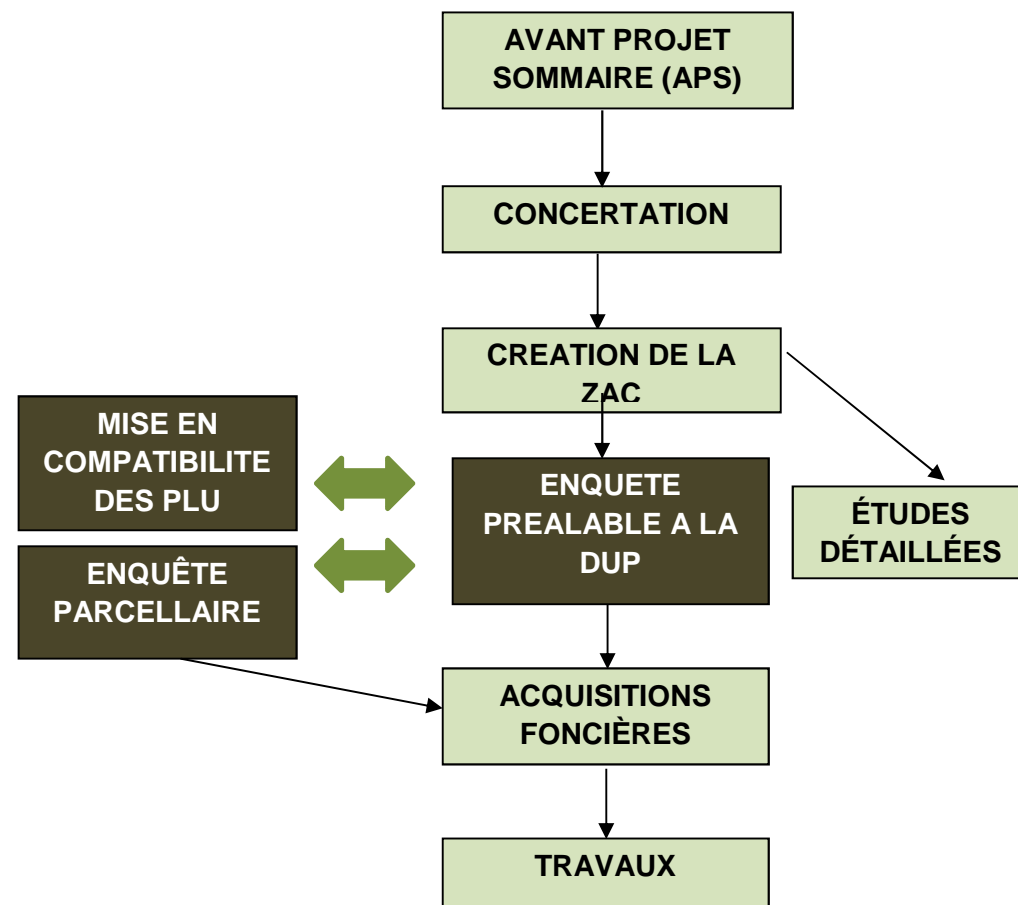 AVANT PROJET
SOMMAIRE (APS)
CONCERTATION
CREATION DE LA
ZAC
MISE EN
COMPATIBILITE
DES PLU
ENQUETE
PREALABLE A LA
DUP
ÉTUDES
DÉTAILLÉES
ENQUÊTE
PARCELLAIRE
ACQUISITIONS
FONCIÈRES
TRAVAUX